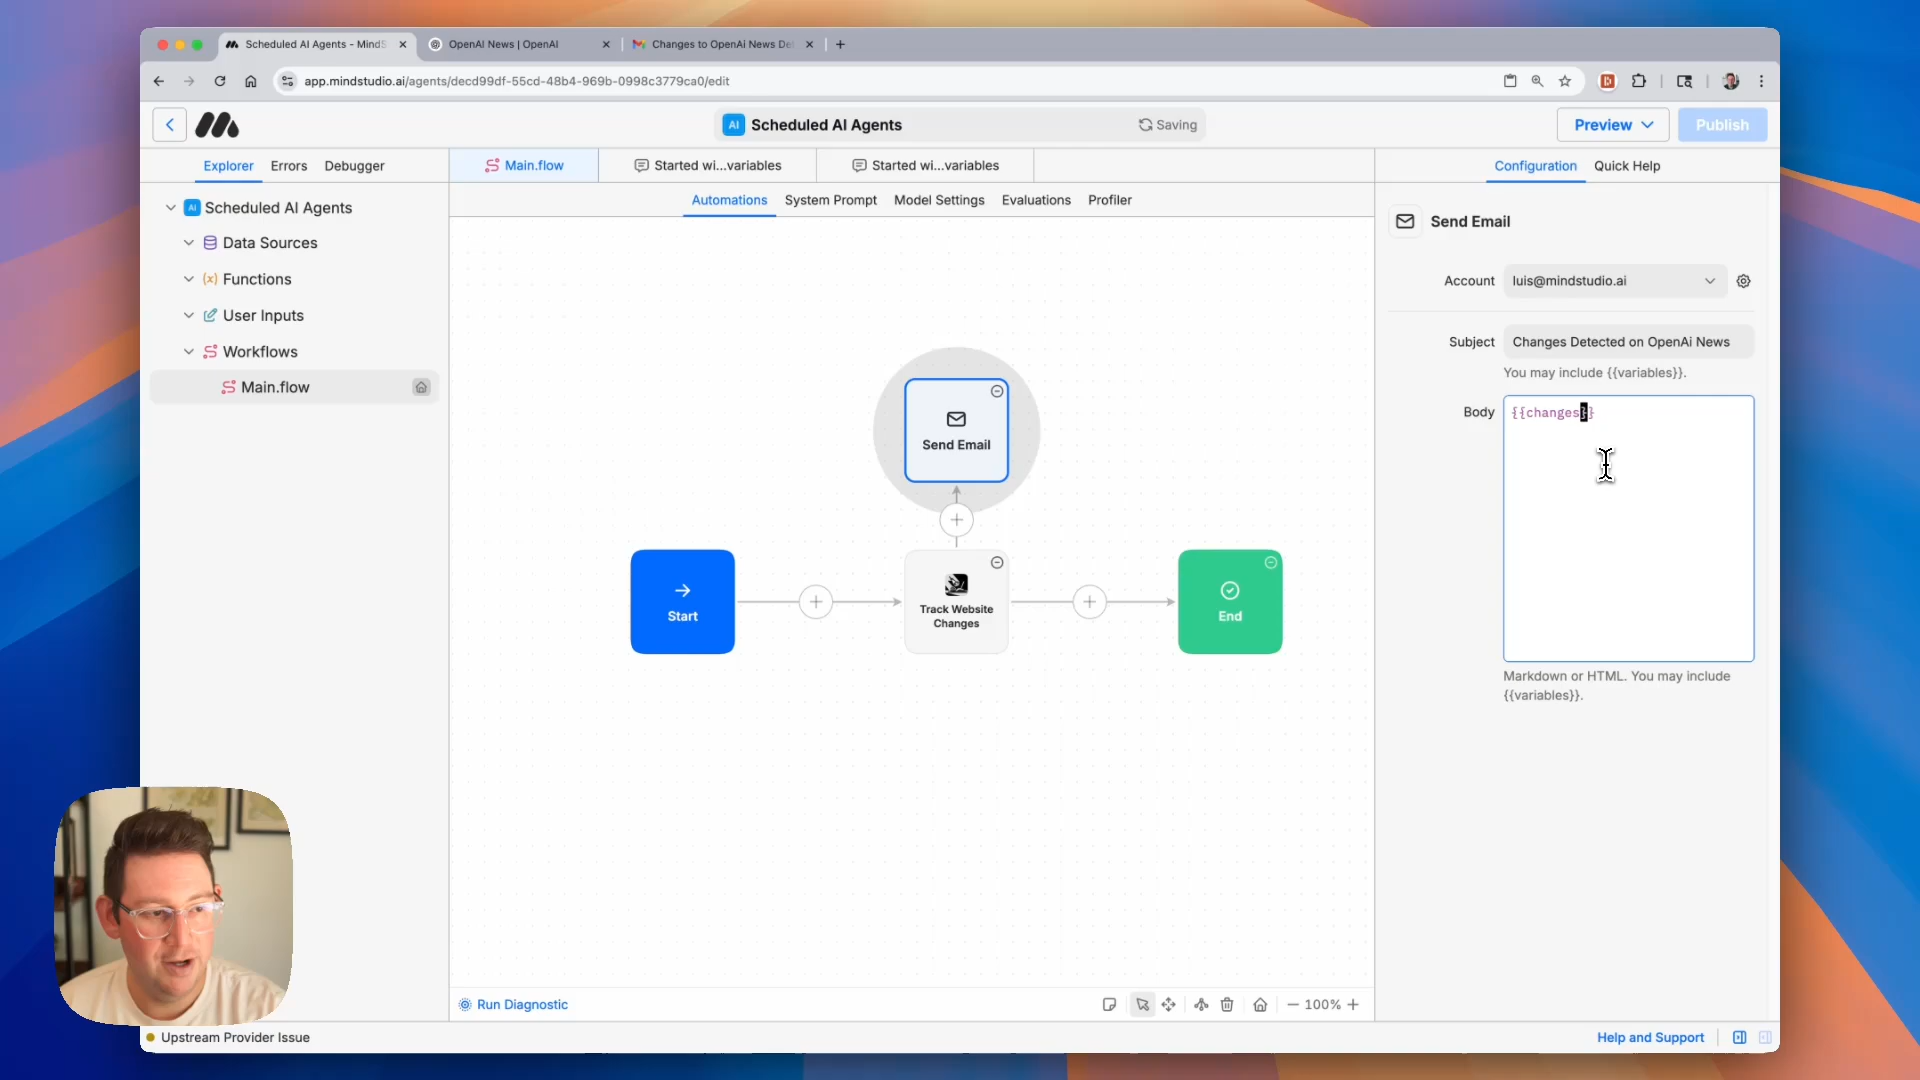 Scheduled AI Agents - MindS
OpenAI News | OpenAI
Changes to OpenAi News De
app.mindstudio.ai/agents/decd99df-55cd-48b4-969b-0998c3779ca0/edit
AI Scheduled AI Agents
Saving
Preview
Publish
Explorer
Errors
Debugger
Main.flow
Started wi...variables
Started wi...variables
Configuration
Quick Help
Automations
System Prompt
Model Settings
Evaluations
Profiler
AI Scheduled AI Agents
Data Sources
Functions
User Inputs
Workflows
Main.flow
Send Email
Track Website
Changes
Start
End
Send Email
Account
luis@mindstudio.ai
Subject
Changes Detected on OpenAi News
You may include {{variables}}.
Body
{{changes}}
Markdown or HTML. You may include
{{variables}}.
Run Diagnostic
100%
Upstream Provider Issue
Help and Support